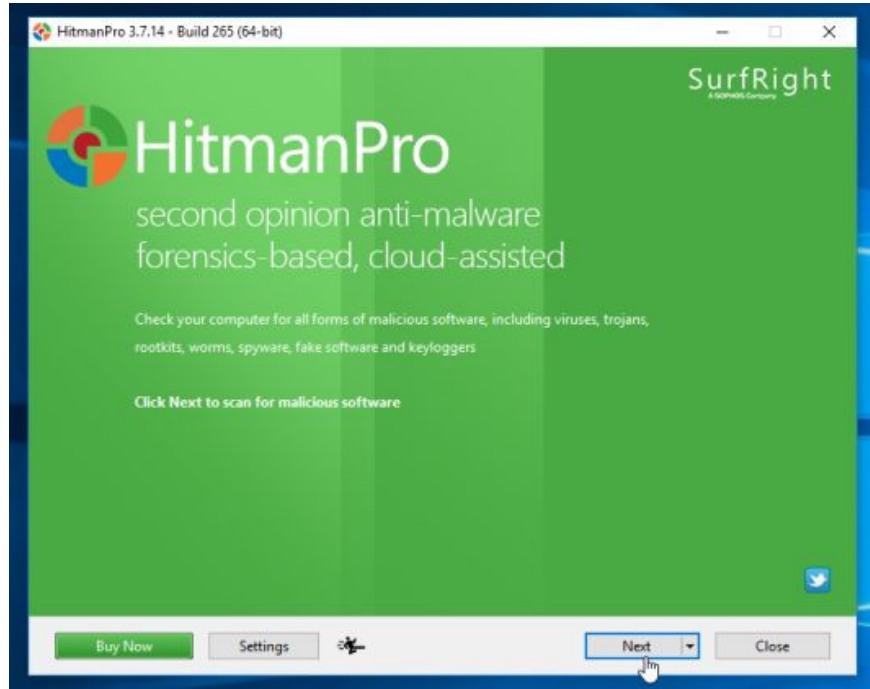 HitmanPro 3.7.14 - Build 265 (64-bit)
SurfRight
A SOPHOS Company
HitmanPro
second opinion anti-malware
forensics-based, cloud-assisted
Check your computer for all forms of malicious software, including viruses, trojans,
rootkits, worms, spyware, fake software and keyloggers
Click Next to scan for malicious software
Buy Now
Settings
Next
Close